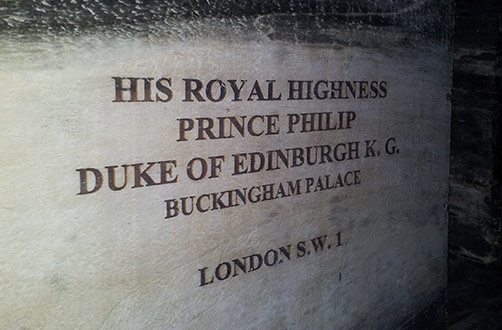 HIS ROYAL HIGHNESS
PRINCE PHILIP
DUKE OF EDINBURGH K. G.
BUCKINGHAM PALACE
LONDON S.W. 1